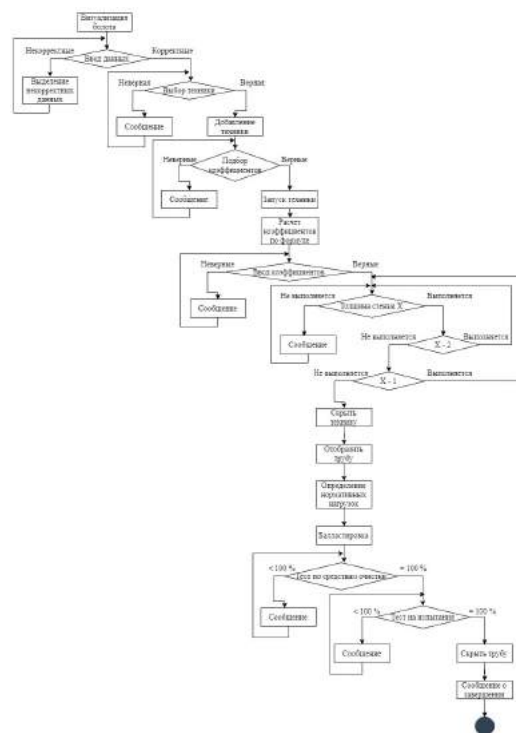 Визуализация
болота
Некорректные
Корректные
Ввод данных
Выделение
некорректных
данных
Неверная
Верная
Выбор техники
Сообщение
Добавление
техники
Неверные
Верные
Подбор
коэффициентов
Сообщение
Запуск техники
Расчет
коэффициентов
по формуле
Неверные
Верные
Ввод коэффициентов
Сообщение
Не выполняется
Выполняется
Толщина стенки X
Сообщение
Не выполняется
Выполняется
X - 2
Не выполняется
Выполняется
X - 1
Скрыть
технику
Отобразить
трубу
Определение
нормативных
нагрузок
Балластировка
< 100 %
= 100 %
Тест по средствам очистки
Сообщение
< 100 %
= 100 %
Тест на испытания
Сообщение
Скрыть трубу
Сообщение о
завершении